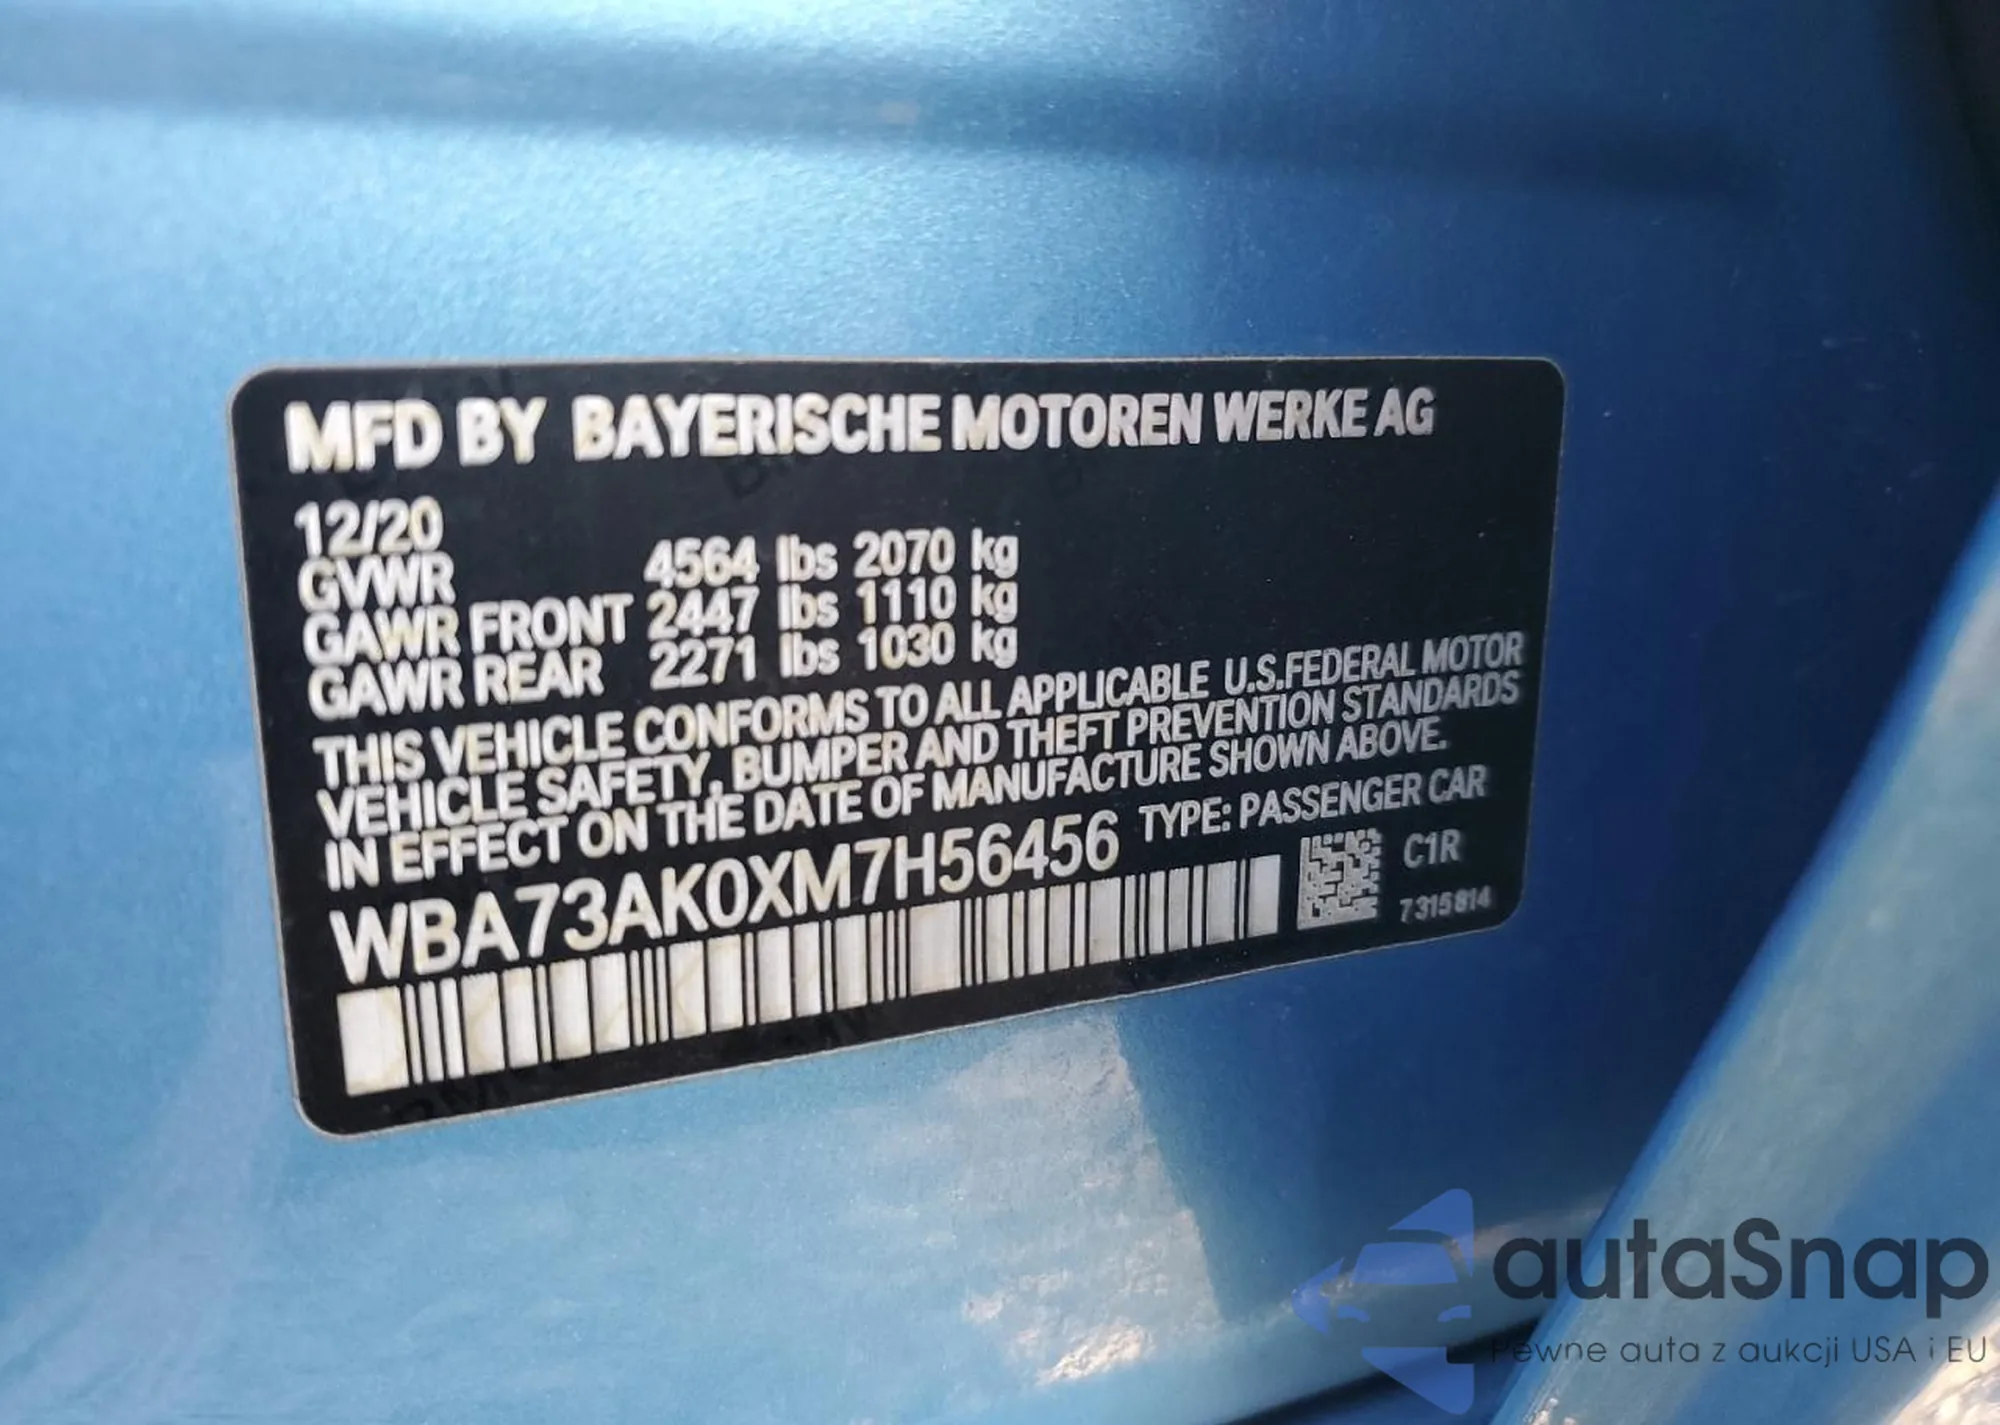 MFD BY BAYERISCHE MOTOREN WERKE AG
12/20
GVWR 4564 lbs 2070 kg
GAWR FRONT 2447 lbs 1110 kg
GAWR REAR 2271 lbs 1030 kg
THIS VEHICLE CONFORMS TO ALL APPLICABLE U.S.FEDERAL MOTOR
VEHICLE SAFETY, BUMPER AND THEFT PREVENTION STANDARDS
IN EFFECT ON THE DATE OF MANUFACTURE SHOWN ABOVE.
WBA73AK0XM7H56456 TYPE: PASSENGER CAR
C1R
7315814
autaSnap
Pewne auta z aukcji USA i EU